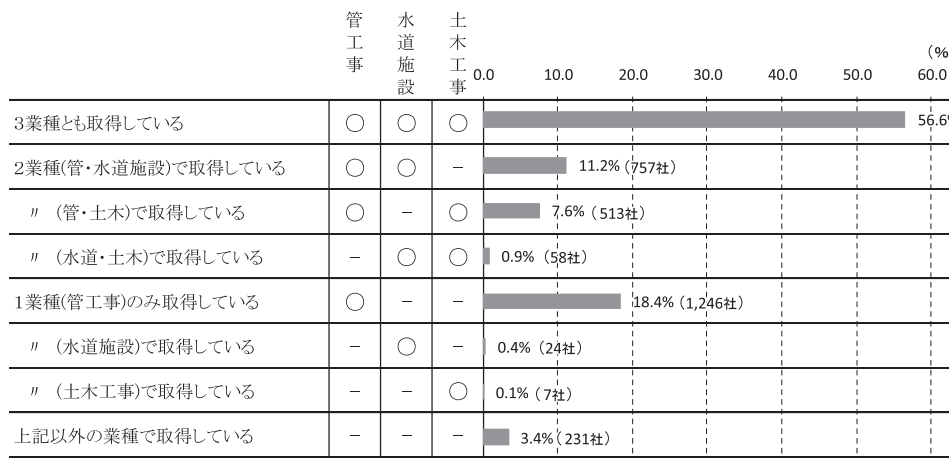 管工事 水道施設 土木工事
(%
0.0 10.0 20.0 30.0 40.0 50.0 60.0
3業種とも取得している ○ ○ ○ 56.6
2業種(管・水道施設)で取得している ○ ○ − 11.2%(757社)
〃 (管・土木)で取得している ○ − ○ 7.6%(513社)
〃 (水道・土木)で取得している − ○ ○ 0.9%(58社)
1業種(管工事)のみ取得している ○ − − 18.4%(1,246社)
〃 (水道施設)で取得している − ○ − 0.4%(24社)
〃 (土木工事)で取得している − − ○ 0.1%(7社)
上記以外の業種で取得している − − − 3.4%(231社)